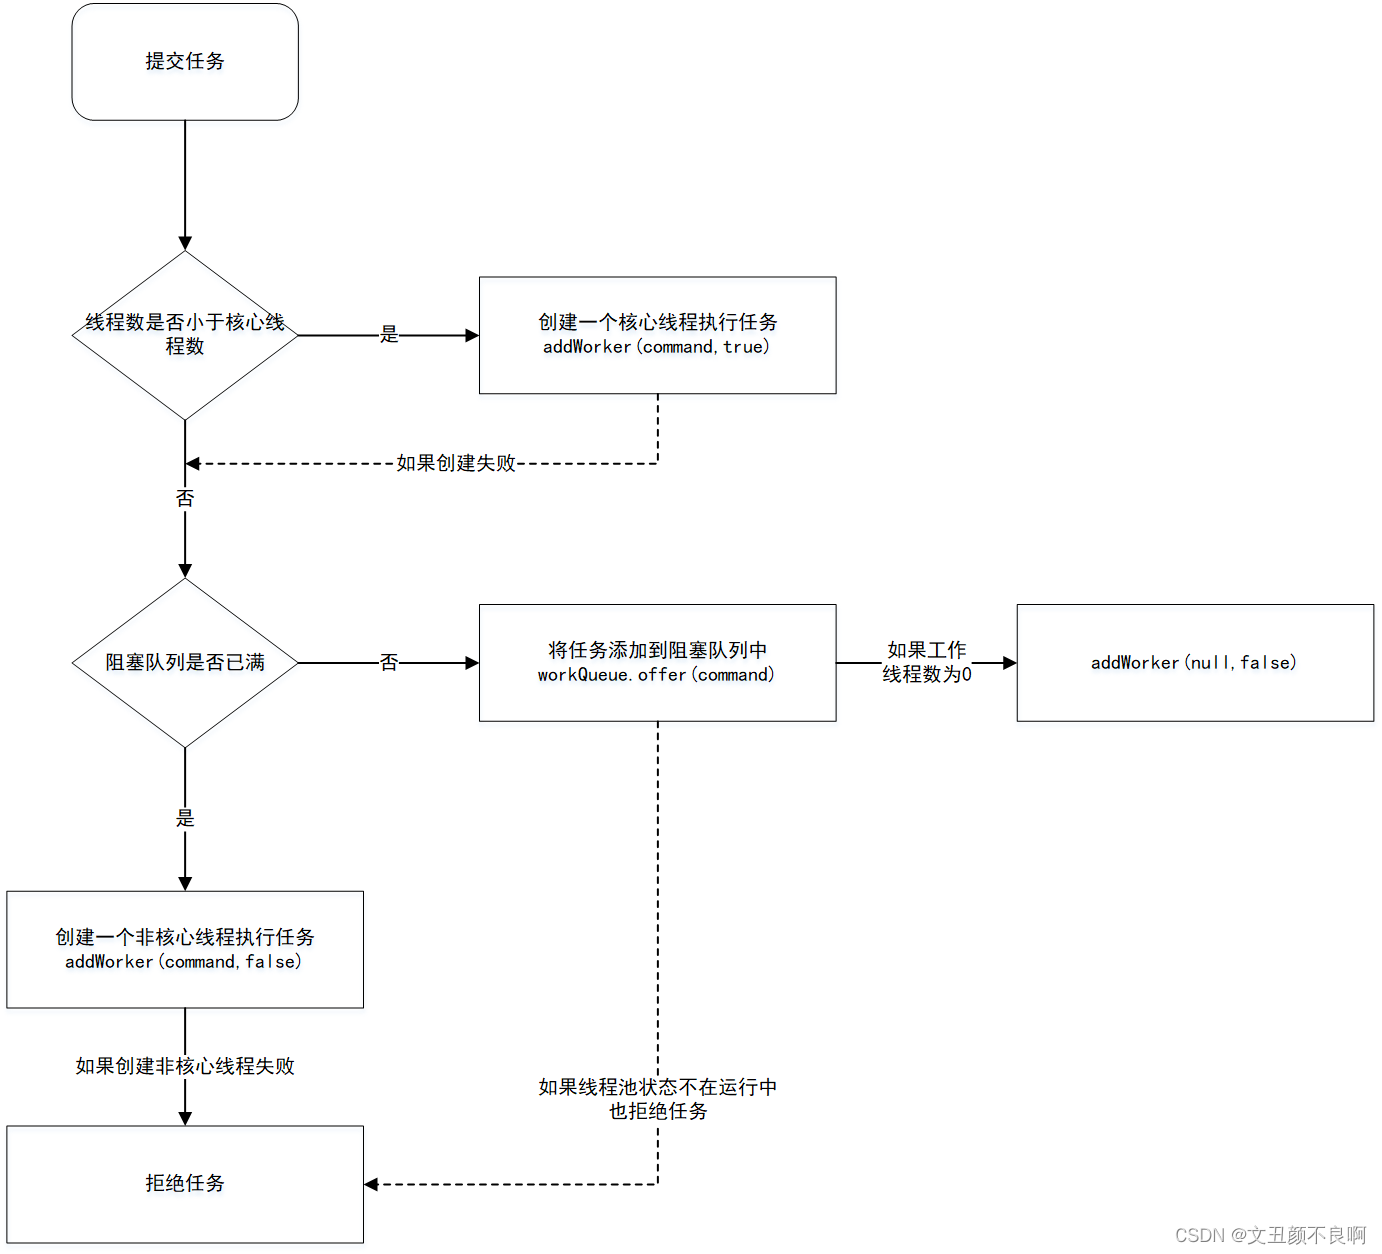 提交任务
线程数是否小于核心线
程数
是
创建一个核心线程执行任务
addWorker(command,true)
如果创建失败
否
阻塞队列是否已满
否
将任务添加到阻塞队列中
workQueue.offer(command)
如果工作
线程数为0
addWorker(null,false)
是
创建一个非核心线程执行任务
addWorker(command,false)
如果创建非核心线程失败
如果线程池状态不在运行中
也拒绝任务
拒绝任务
CSDN @文丑颜不良啊